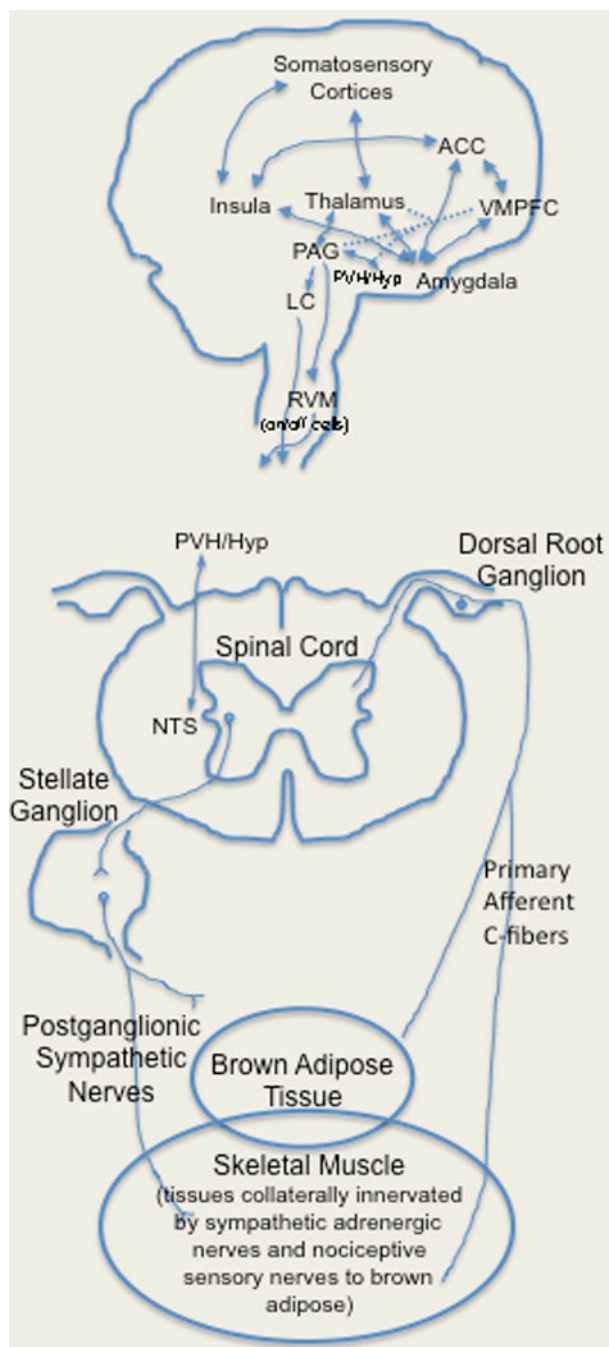 Somatosensory
Cortices
ACC
Insula
Thalamus
VMPFC
PAG
PVH/Hyp
Amygdala
LC
RVM
(on/off cells)
PVH/Hyp
Dorsal Root
Ganglion
Spinal Cord
NTS
Stellate
Ganglion
Primary
Afferent
C-fibers
Postganglionic
Sympathetic
Nerves
Brown Adipose
Tissue
Skeletal Muscle
(tissues collaterally innervated
by sympathetic adrenergic
nerves and nociceptive
sensory nerves to brown
adipose)